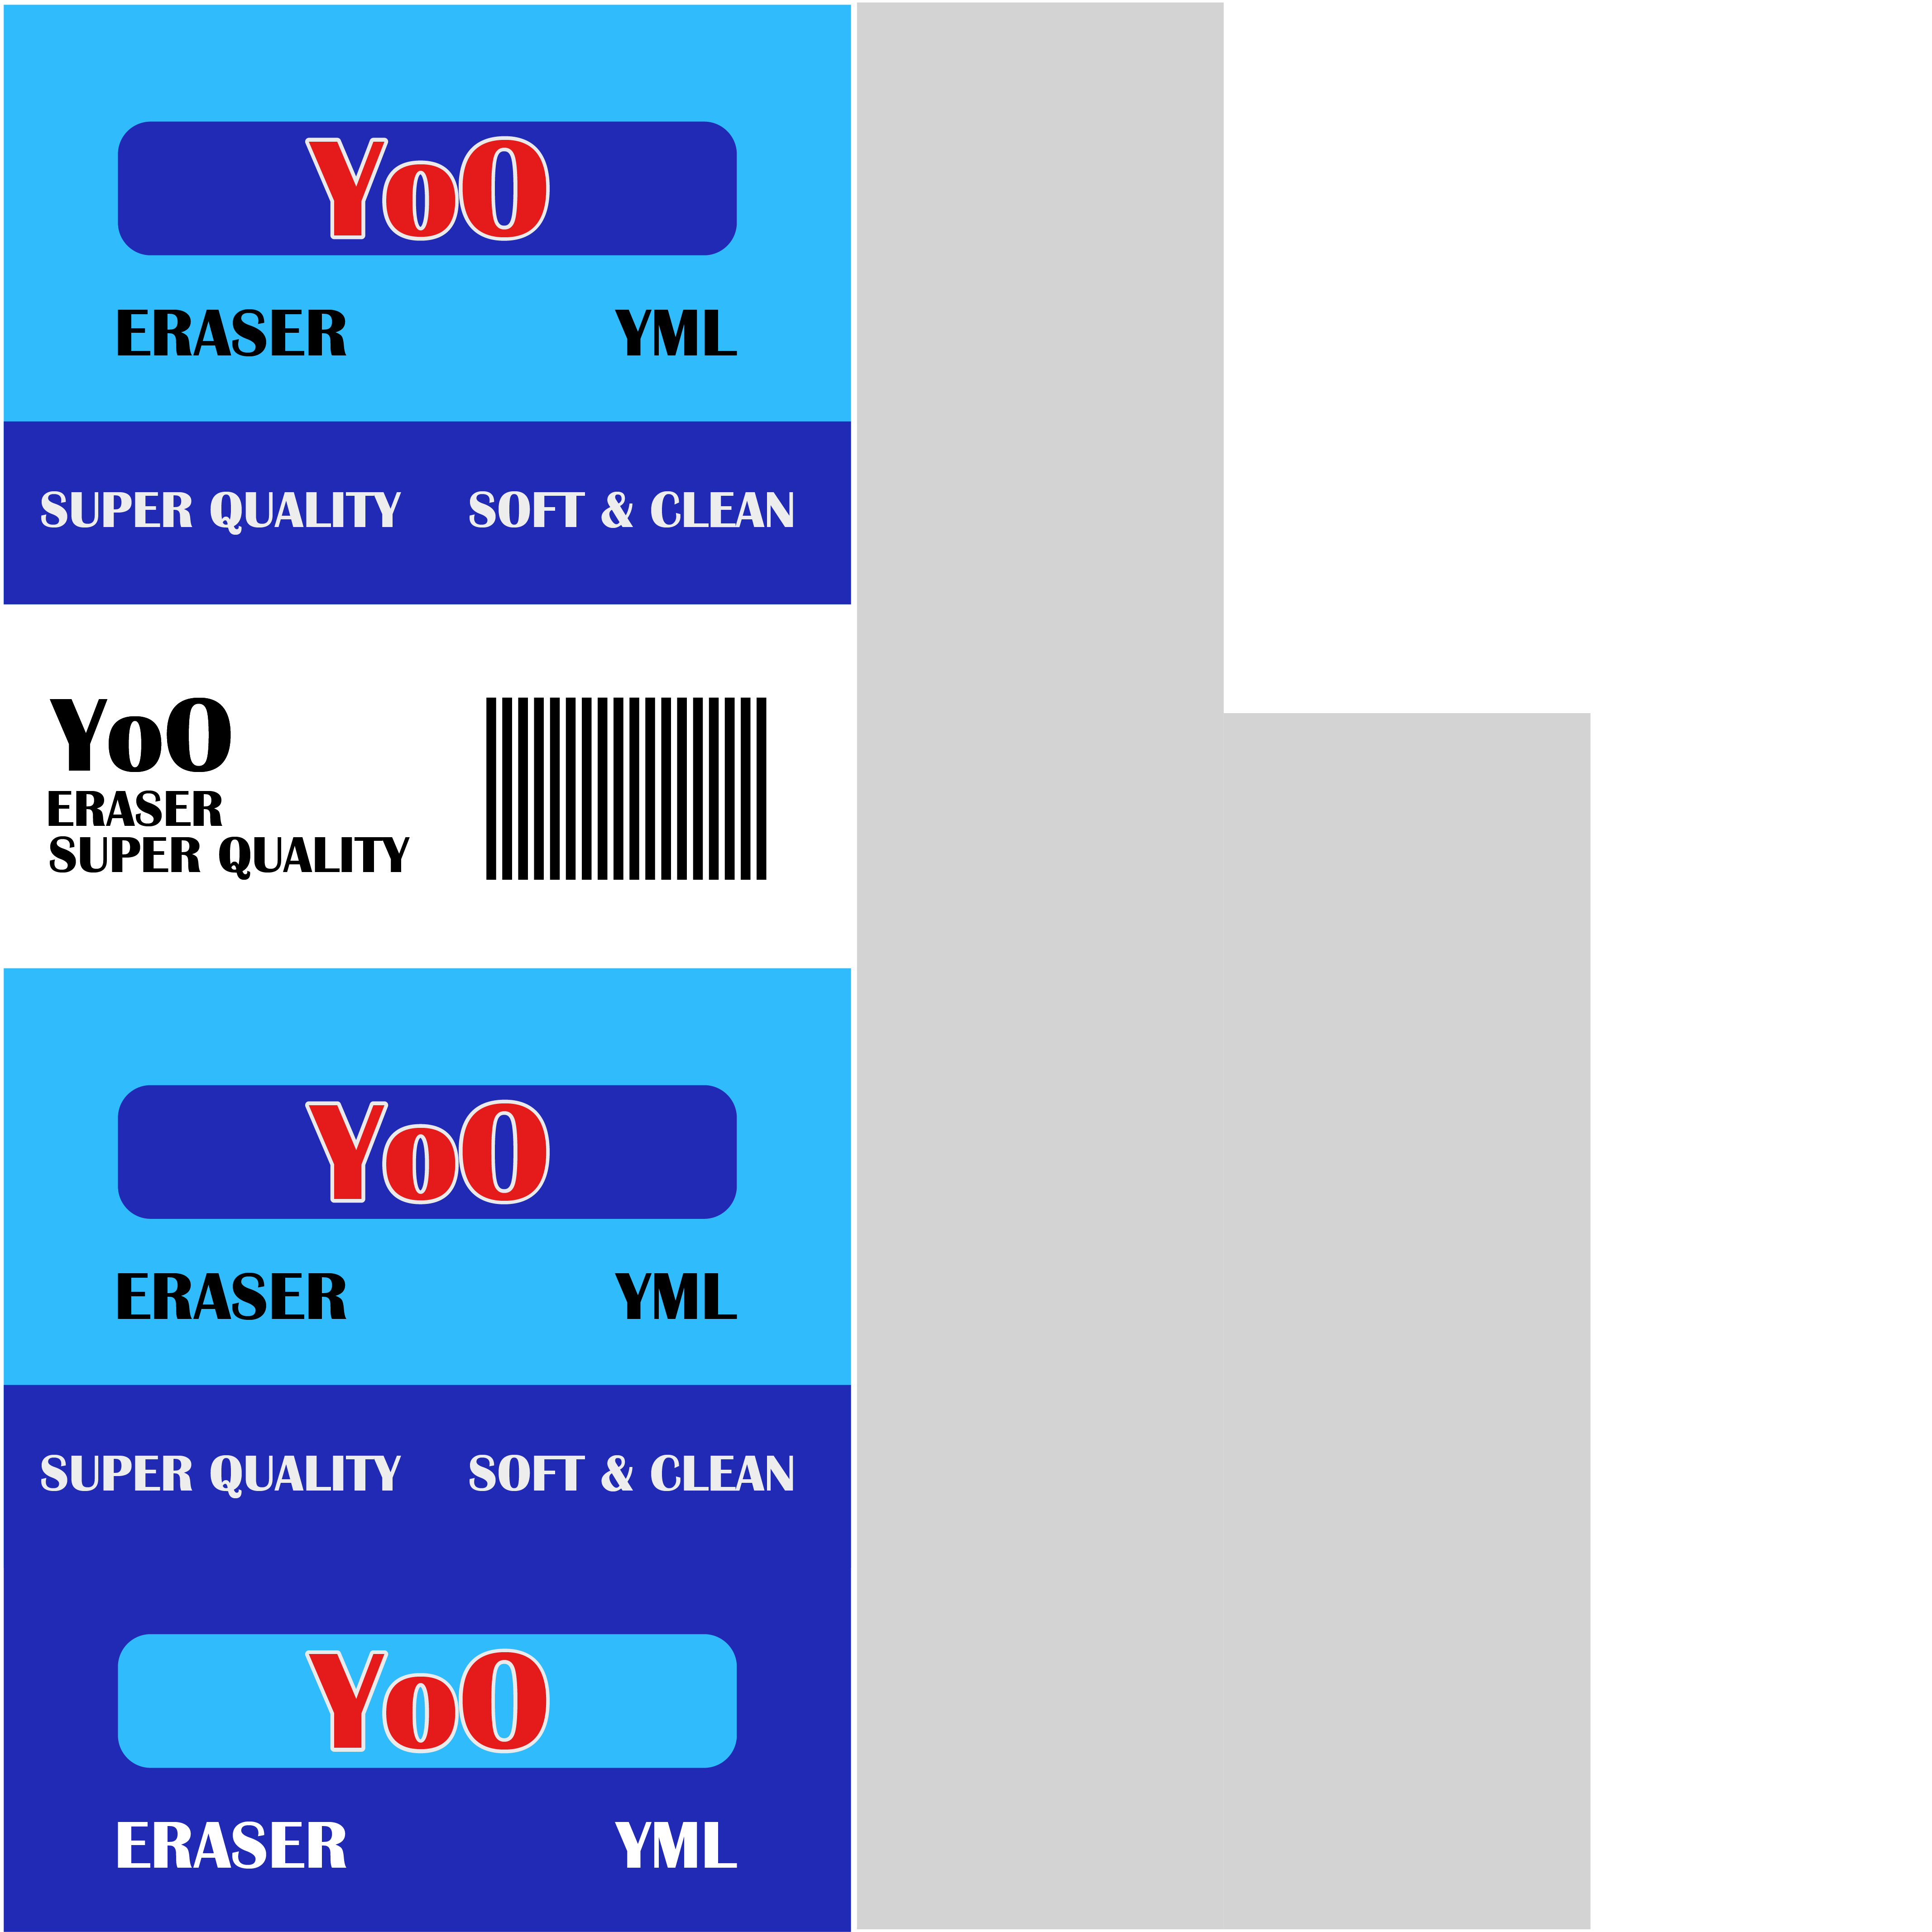 YoO
ERASER YML
SUPER QUALITY SOFT & CLEAN
YoO
ERASER
SUPER QUALITY
YoO
ERASER YML
SUPER QUALITY SOFT & CLEAN
YoO
ERASER YML